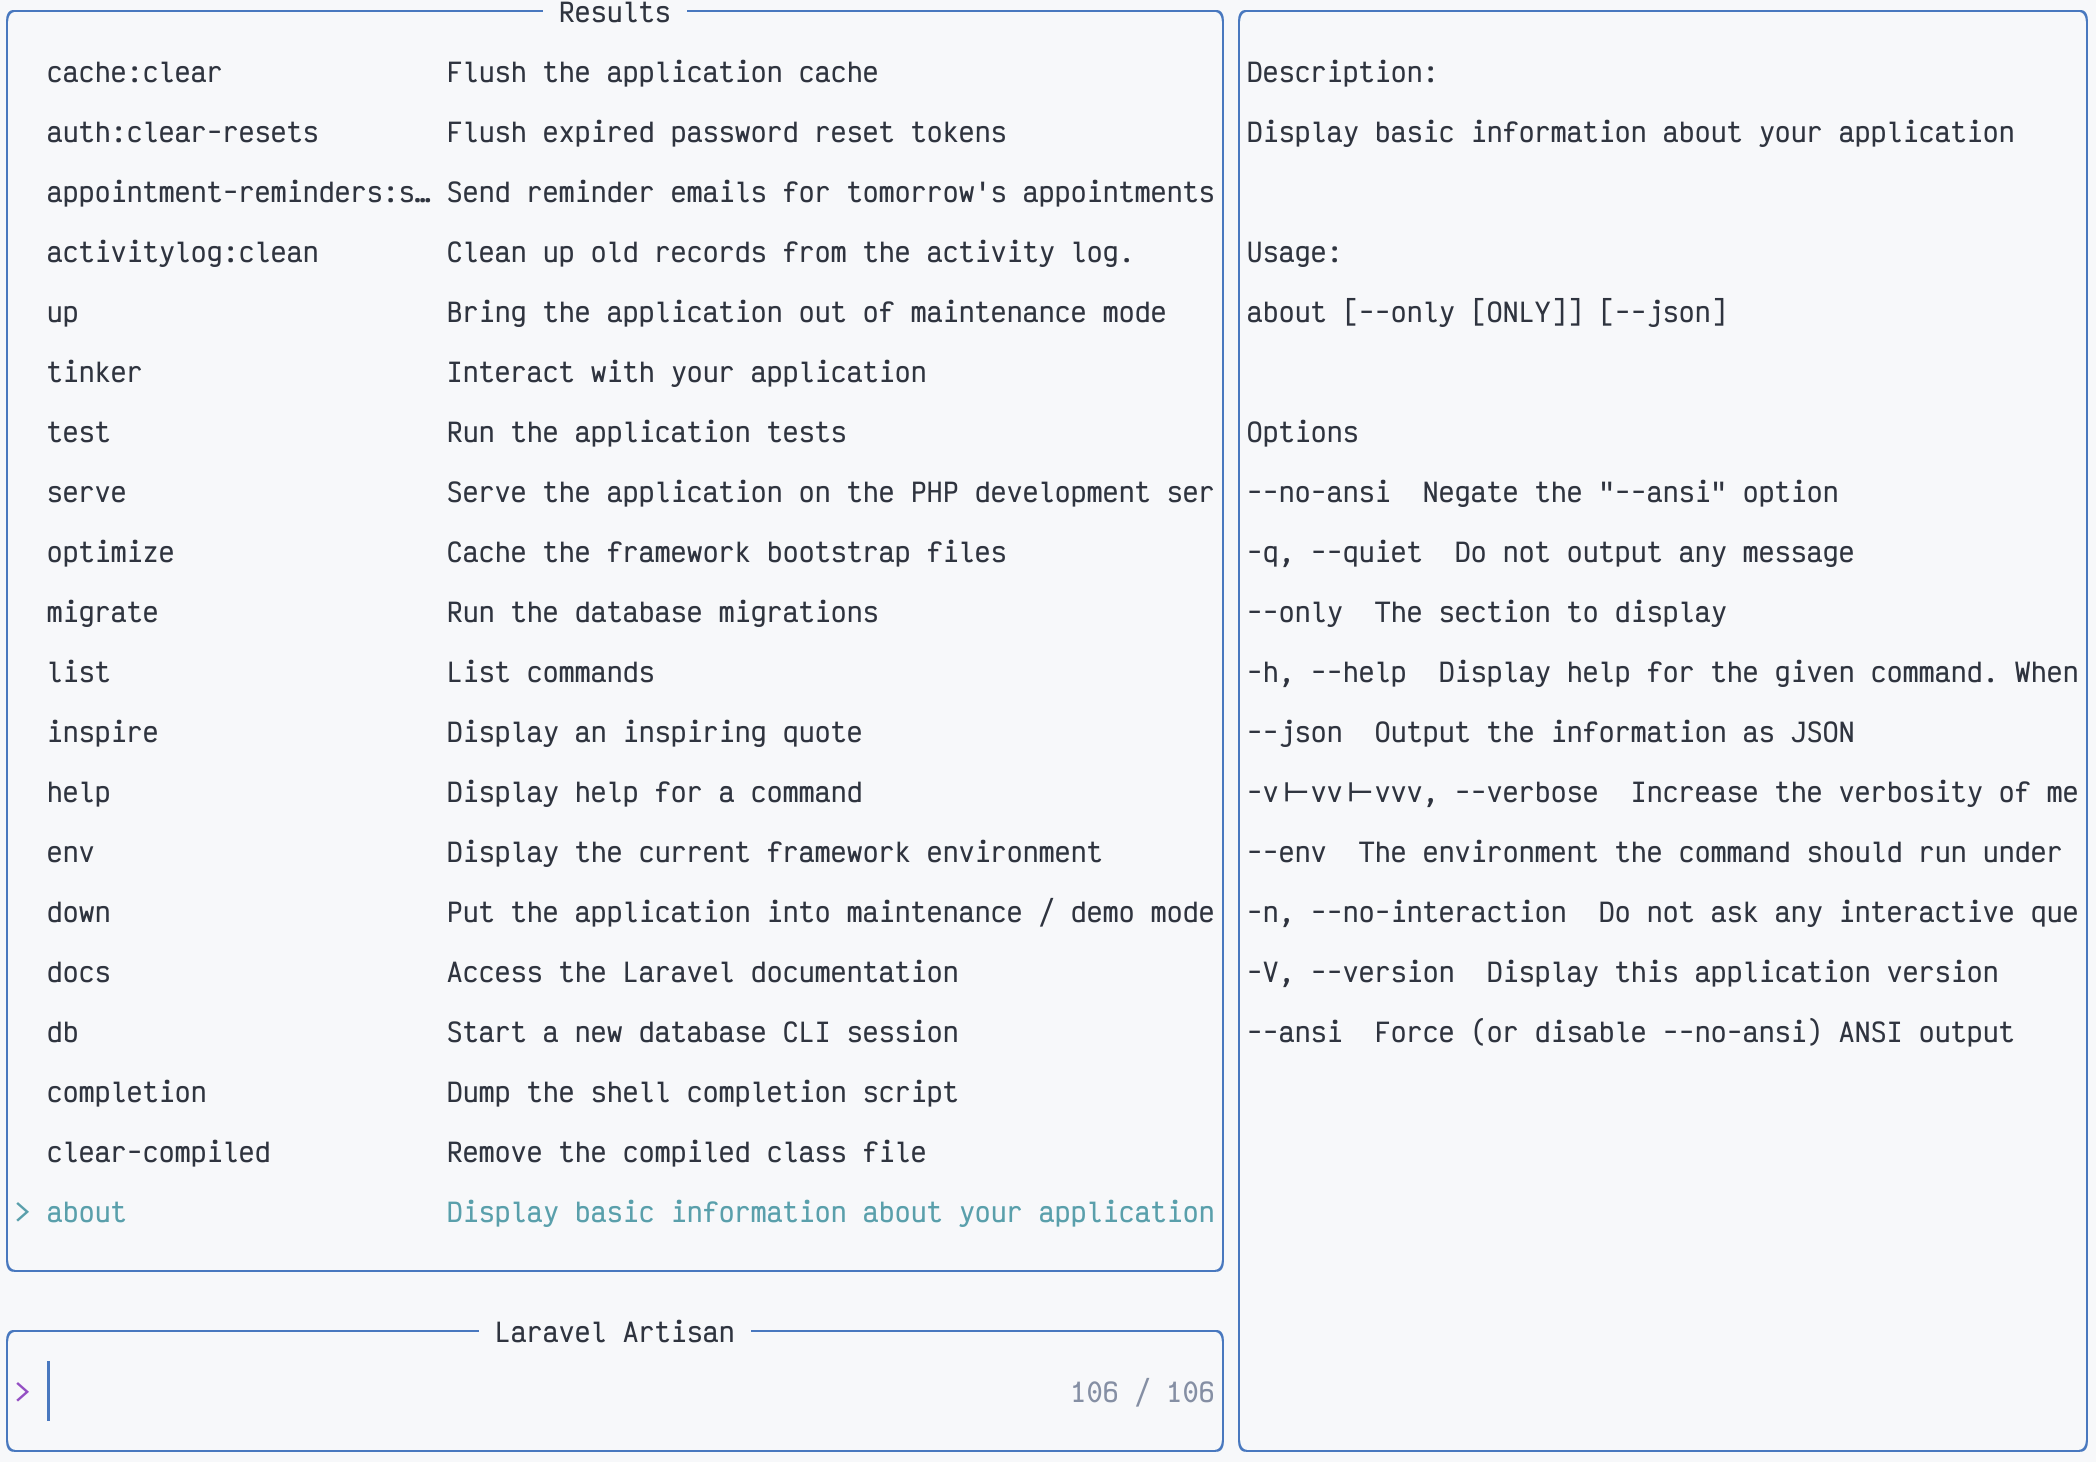 Results
cache:clear Flush the application cache
auth:clear-resets Flush expired password reset tokens
appointment-reminders:s… Send reminder emails for tomorrow's appointments
activitylog:clean Clean up old records from the activity log.
up Bring the application out of maintenance mode
tinker Interact with your application
test Run the application tests
serve Serve the application on the PHP development ser
optimize Cache the framework bootstrap files
migrate Run the database migrations
list List commands
inspire Display an inspiring quote
help Display help for a command
env Display the current framework environment
down Put the application into maintenance / demo mode
docs Access the Laravel documentation
db Start a new database CLI session
completion Dump the shell completion script
clear-compiled Remove the compiled class file
> about Display basic information about your application
Laravel Artisan
> 106 / 106
Description:
Display basic information about your application
Usage:
about [--only [ONLY]] [--json]
Options
--no-ansi  Negate the "--ansi" option
-q, --quiet  Do not output any message
--only  The section to display
-h, --help  Display help for the given command. When
--json  Output the information as JSON
-v|-vv|-vvv, --verbose  Increase the verbosity of me
--env  The environment the command should run under
-n, --no-interaction  Do not ask any interactive que
-V, --version  Display this application version
--ansi  Force (or disable --no-ansi) ANSI output